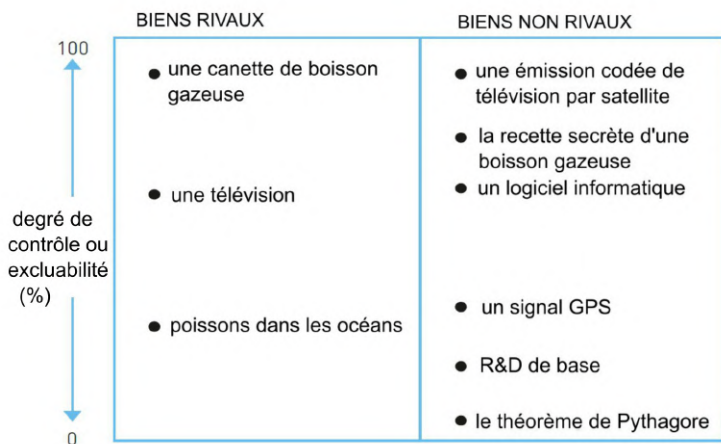 BIENS RIVAUX
BIENS NON RIVAUX
100
une canette de boisson
gazeuse
une télévision
poissons dans les océans
une émission codée de
télévision par satellite
la recette secrète d'une
boisson gazeuse
un logiciel informatique
un signal GPS
R&D de base
le théorème de Pythagore
degré de
contrôle ou
excluabilité
(%)
0